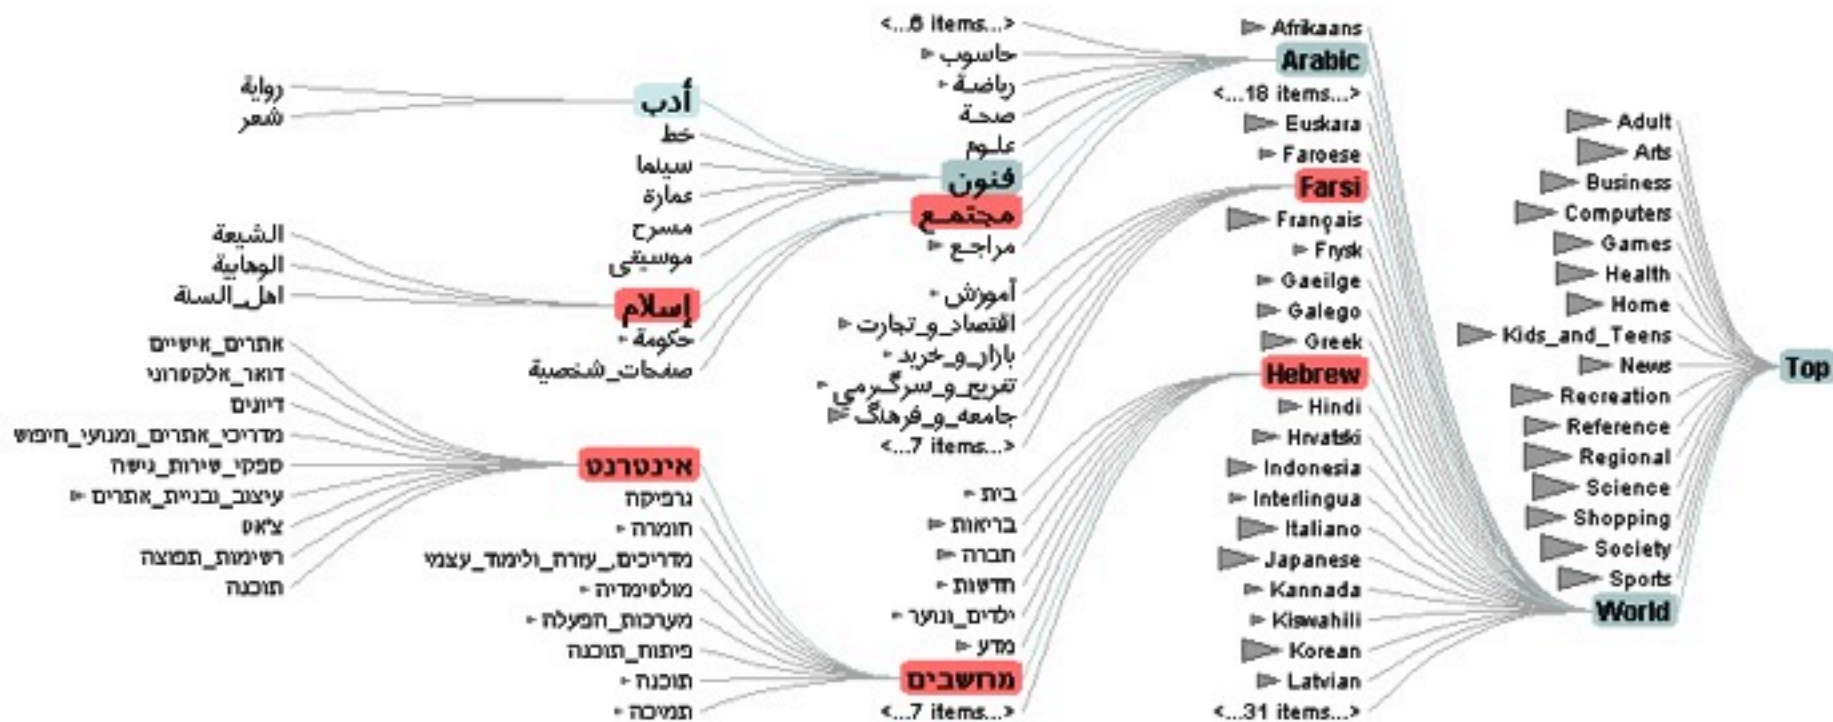 Top
Adult
Arts
Business
Computers
Games
Health
Home
Kids_and_Teens
News
Recreation
Reference
Regional
Science
Shopping
Society
Sports
World
Afrikaans
Arabic
<...18 items...>
Euskara
Faroese
Farsi
Français
Frysk
Gaeilge
Galego
Greek
Hebrew
Hindi
Hrvatski
Indonesia
Interlingua
Italiano
Japanese
Kannada
Kiswahili
Korean
Latvian
<...31 items...>
<...6 items...>
حاسوب
رياضة
صحة
علوم
فنون
مجتمع
مراجع
آموزش
اقتصاد_و_تجارت
بازار_و_خرید
تفریح_و_سرگرمی
جامعه_و_فرهنگ
<...7 items...>
בית
בריאות
חברה
חדשות
ילדים_ונוער
מדע
מחשבים
<...7 items...>
أدب
خط
سينما
عمارة
مسرح
موسيقى
إسلام
حكومة
صفحات_شخصية
אינטרנט
גרפיקה
חומרה
מדריכים,_עזרה_ולימוד_עצמי
מולטימדיה
מערכות_הפעלה
פיתוח_תוכנה
תוכנה
תמיכה
رواية
شعر
الشيعة
الوهابية
اهل_السنة
אתרים_אישיים
דואר_אלקטרוני
דיונים
מדריכי_אתרים_ומנועי_חיפוש
ספקי_שירות_גישה
עיצוב_ובניית_אתרים
צ'אט
רשימות_תפוצה
תוכנה